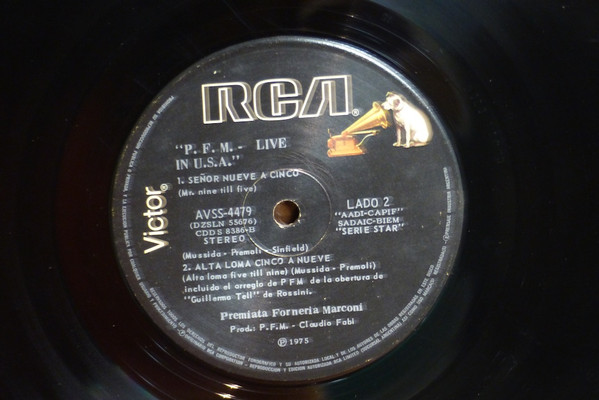 RCA
"P. F. M. - LIVE
IN U.S.A."
1. SEÑOR NUEVE A CINCO
(Mr. nine till five)
Victor
AVSS-4479
(DZSLN 55676)
CDDS 8386-B
STEREO
LADO 2
"AADI-CAPIF"
SADAIC-BIEM
"SERIE STAR"
(Mussida - Premoli - Sinfield)
2. ALTA LOMA CINCO A NUEVE
(Alta loma five till nine) (Mussida - Premoli)
incluido el arreglo de P F M de la obertura de
"Guillermo Tell" de Rossini.
Premiata Forneria Marconi
Prod: P.F.M. - Claudio Fabi
℗ 1975